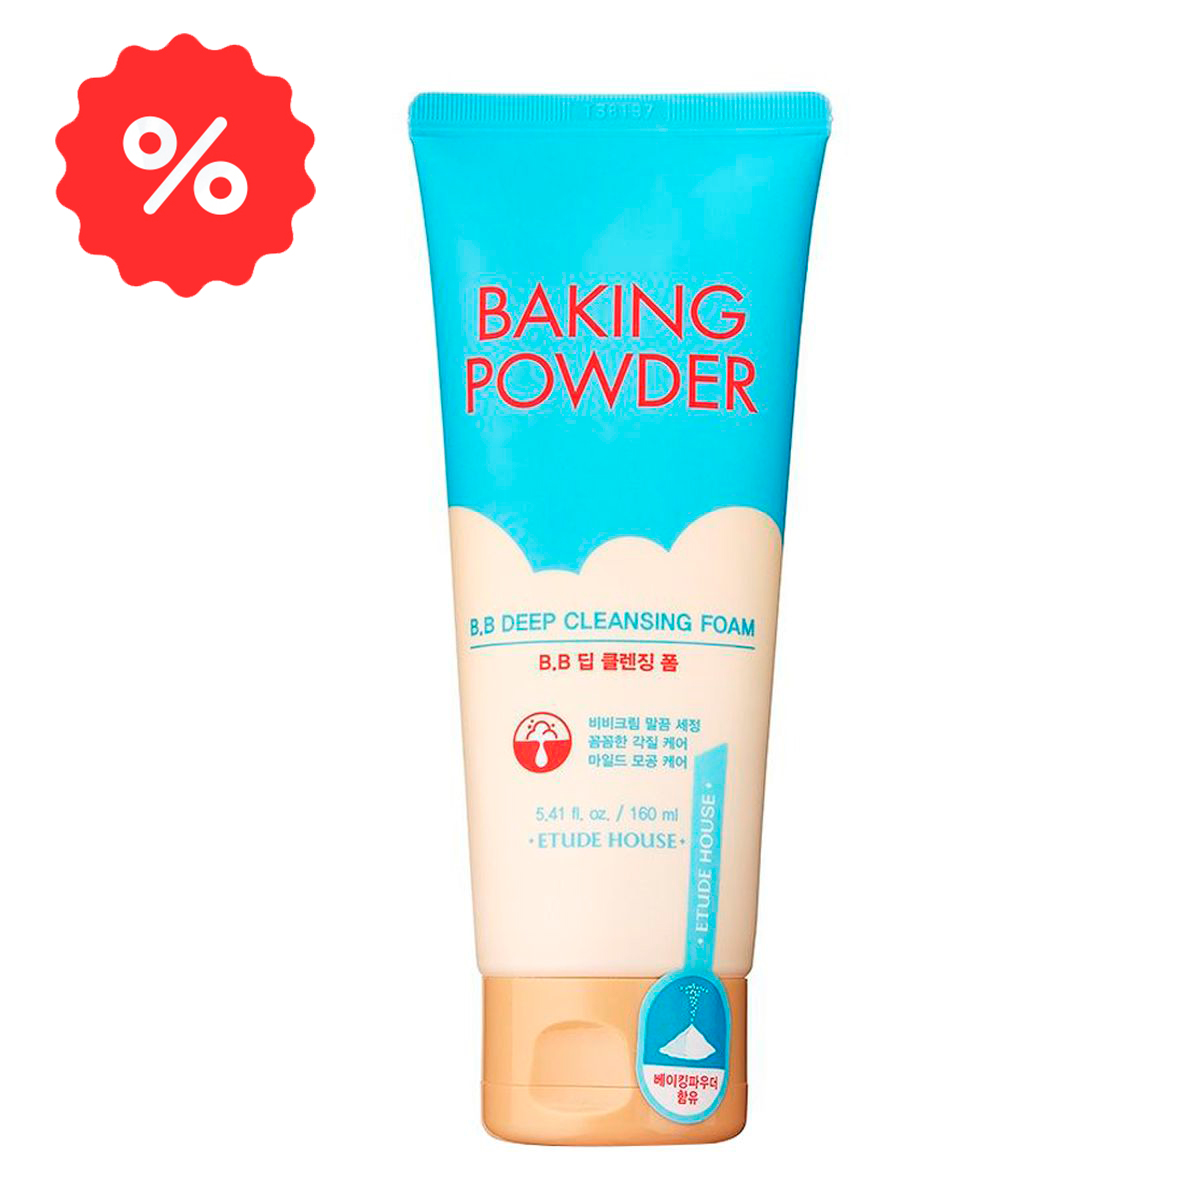 %
BAKING
POWDER
B.B DEEP CLEANSING FOAM
B.B 딥 클렌징 폼
비비크림 말끔 세정
꼼꼼한 각질 케어
마일드 모공 케어
5.41 fl. oz. / 160 ml
·ETUDE HOUSE·
· ETUDE HOUSE ·
베이킹파우더
함유